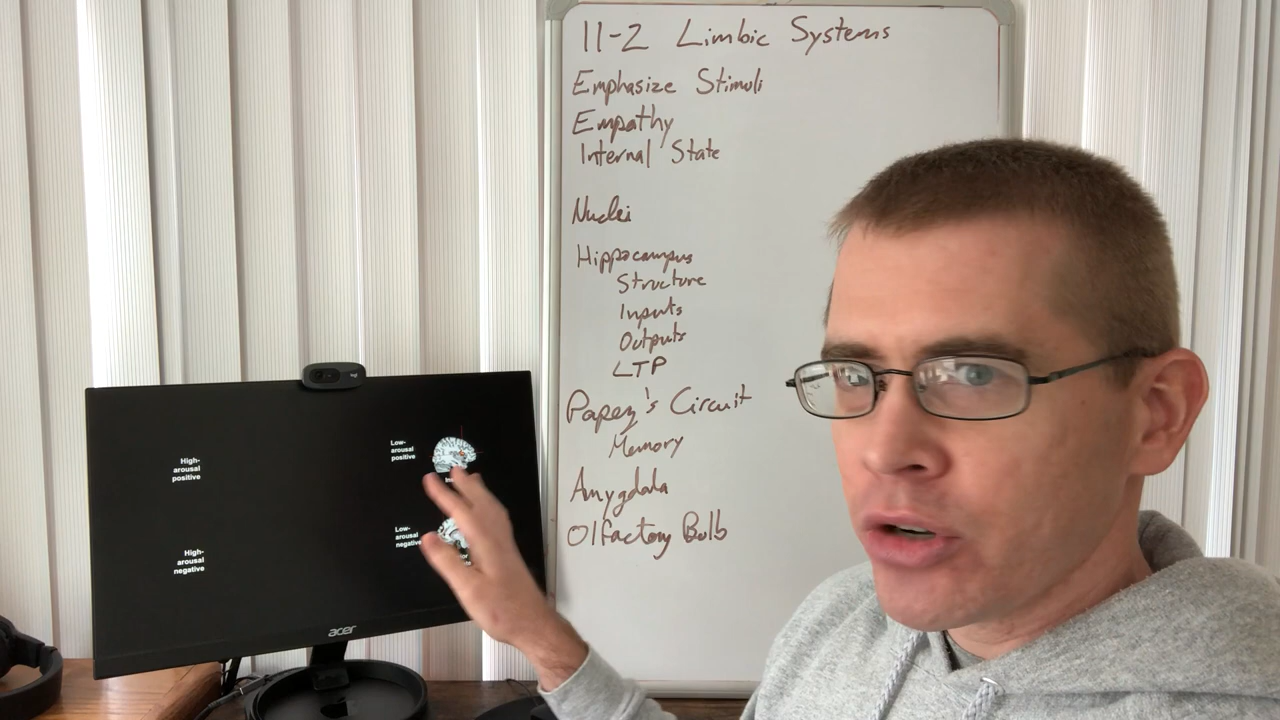 11-2 Limbic Systems
Emphasize Stimuli
Empathy
Internal State
Nuclei
Hippocampus
Structure
Inputs
Outputs
LTP
Papez's Circuit
Memory
Amygdala
Olfactory Bulb
High-
arousal
positive
Low-
arousal
positive
High-
arousal
negative
Low-
arousal
negative
acer